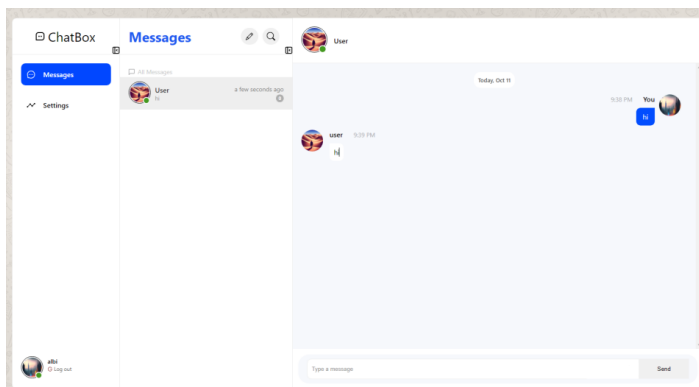 ChatBox
Messages
Settings
albi
Log out
Messages
All Messages
User
a few seconds ago
hi
User
Today, Oct 11
9:38 PM You
hi
user 9:39 PM
hi
Type a message
Send